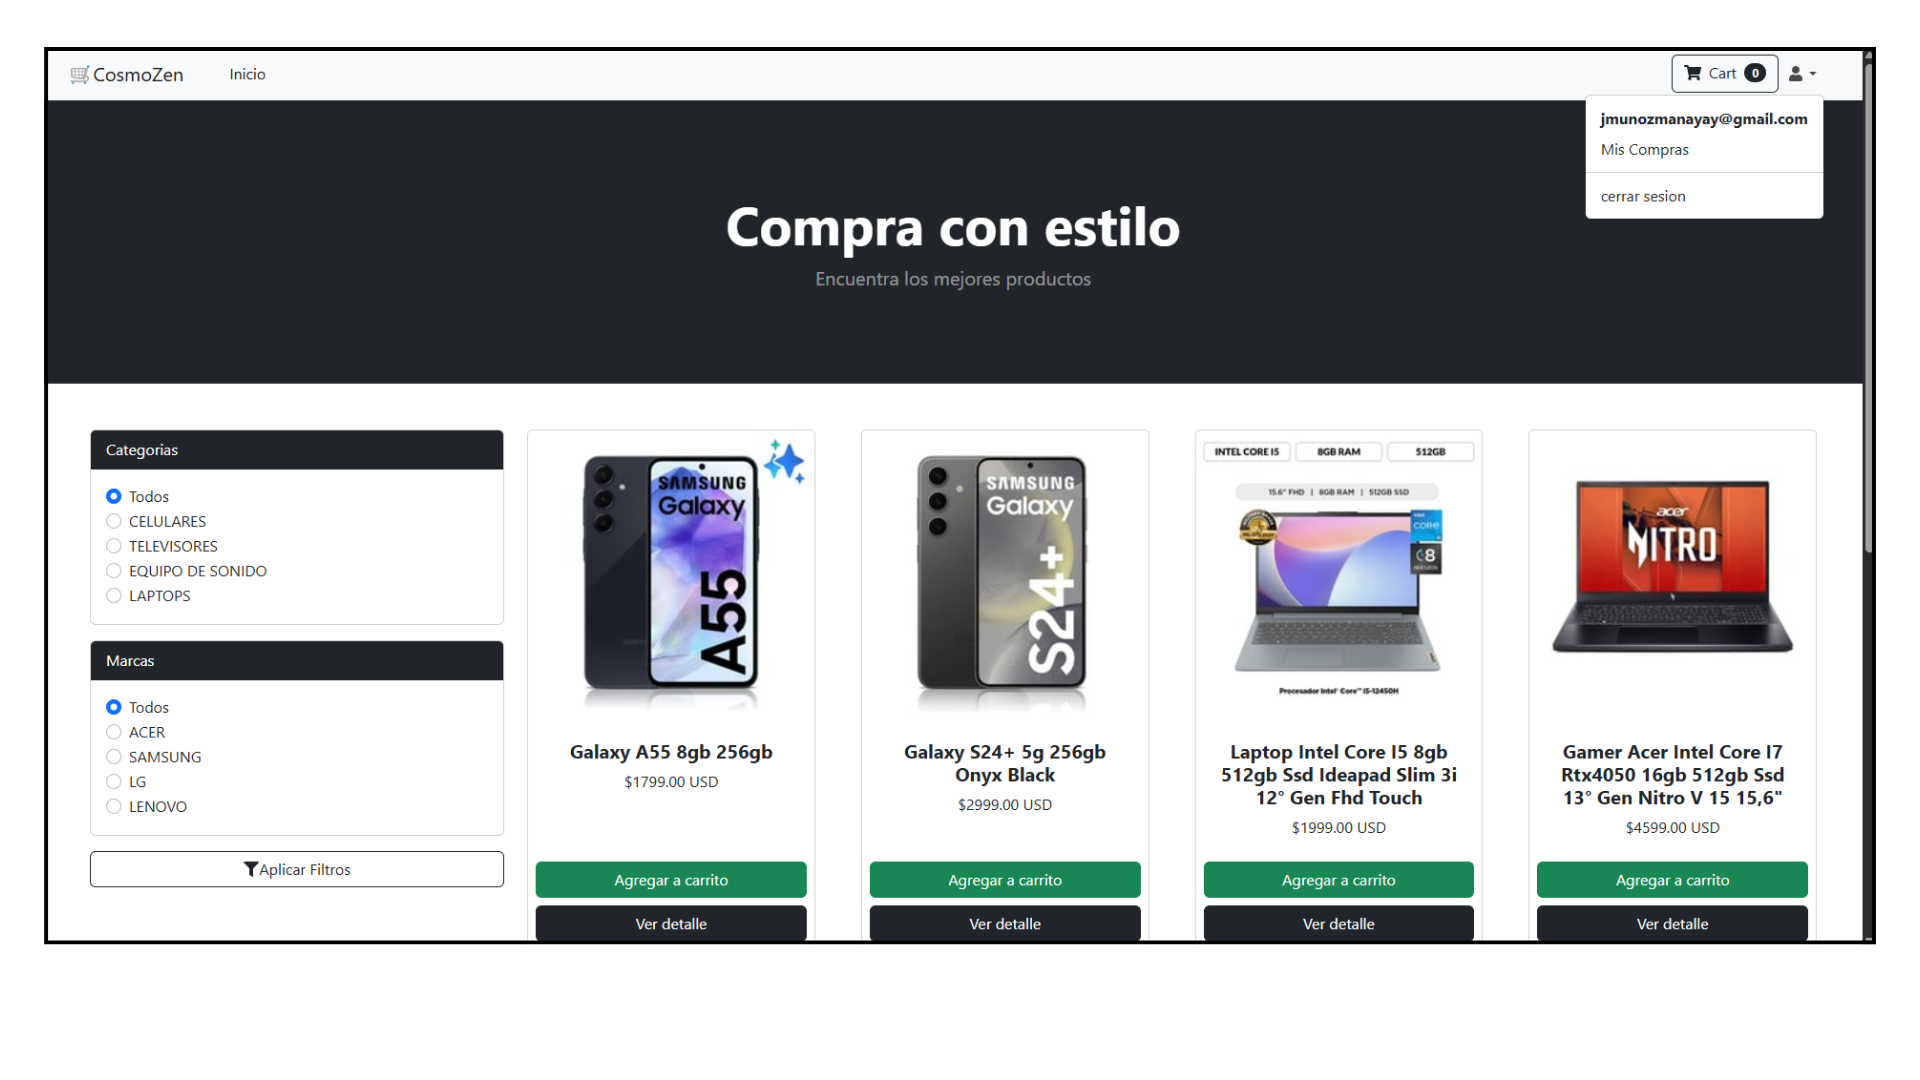 CosmoZen
Inicio
Cart 0
jmunozmanayay@gmail.com
Mis Compras
cerrar sesion
Compra con estilo
Encuentra los mejores productos
Categorias
Todos
CELULARES
TELEVISORES
EQUIPO DE SONIDO
LAPTOPS
Marcas
Todos
ACER
SAMSUNG
LG
LENOVO
Aplicar Filtros
SAMSUNG
Galaxy
A55
Galaxy A55 8gb 256gb
$1799.00 USD
Agregar a carrito
Ver detalle
SAMSUNG
Galaxy
S24+
Galaxy S24+ 5g 256gb
Onyx Black
$2999.00 USD
Agregar a carrito
Ver detalle
INTEL CORE I5
8GB RAM
512GB
15.6" FHD | 8GB RAM | 512GB SSD
intel
core
8
NÚCLEOS
Procesador Intel® Core™ i5-12450H
Laptop Intel Core I5 8gb
512gb Ssd Ideapad Slim 3i
12° Gen Fhd Touch
$1999.00 USD
Agregar a carrito
Ver detalle
acer
NITRO
Gamer Acer Intel Core I7
Rtx4050 16gb 512gb Ssd
13° Gen Nitro V 15 15,6"
$4599.00 USD
Agregar a carrito
Ver detalle